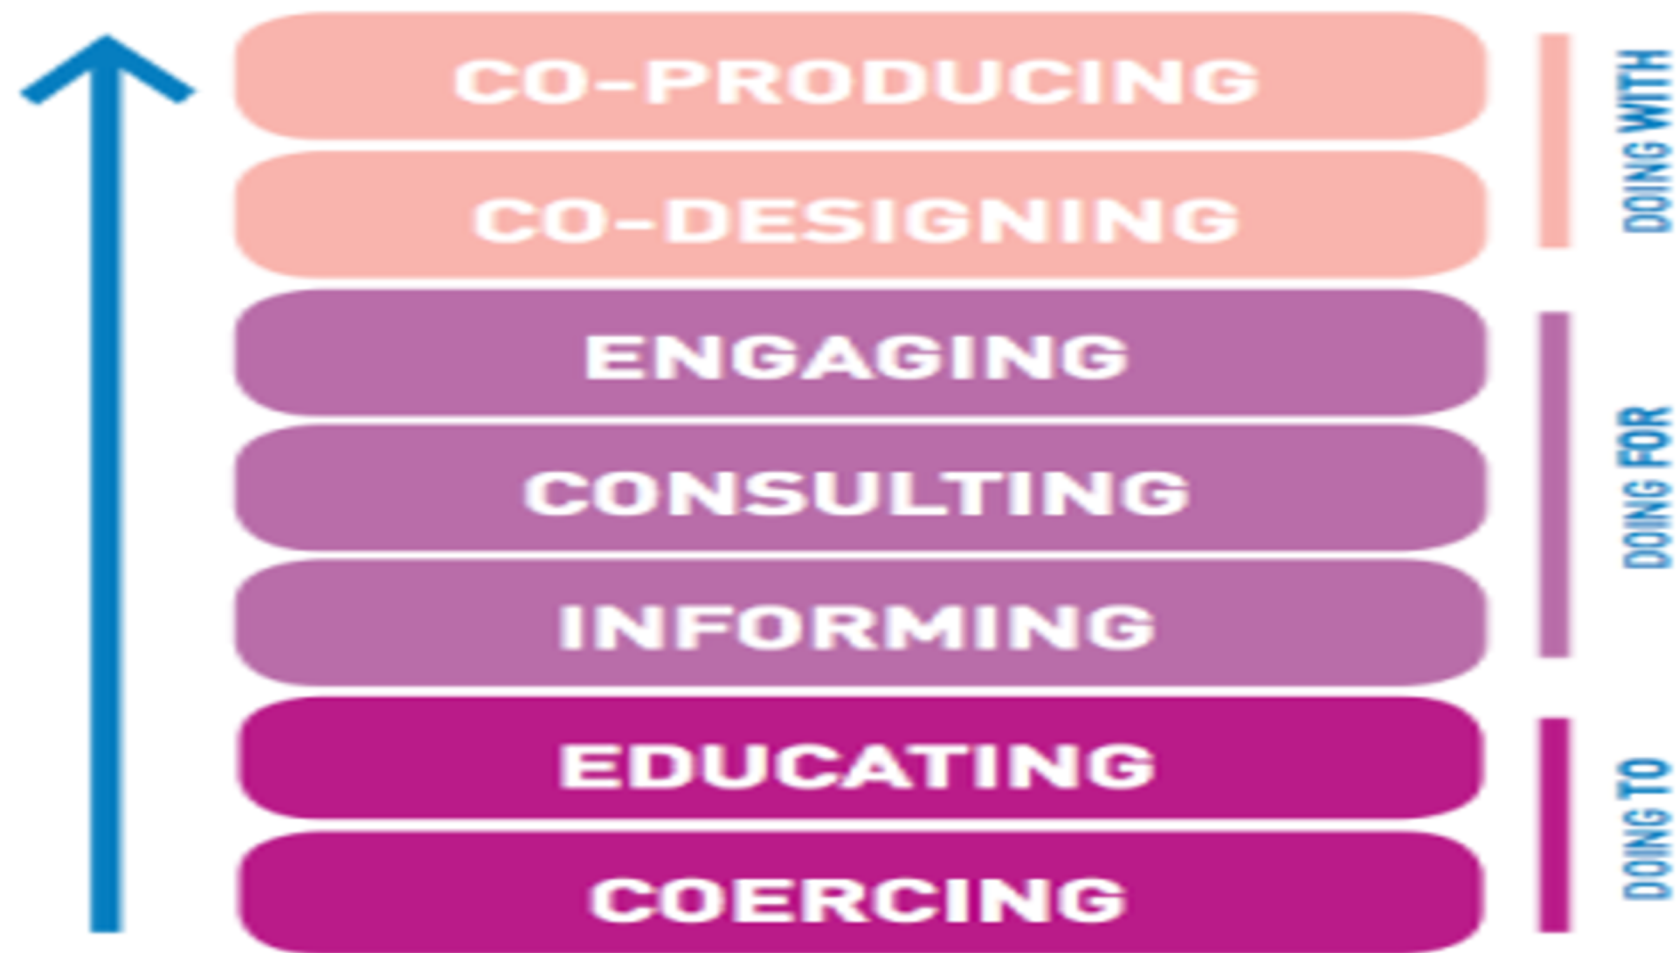 CO-PRODUCING
CO-DESIGNING
DOING WITH
ENGAGING
CONSULTING
INFORMING
DOING FOR
EDUCATING
COERCING
DOING TO